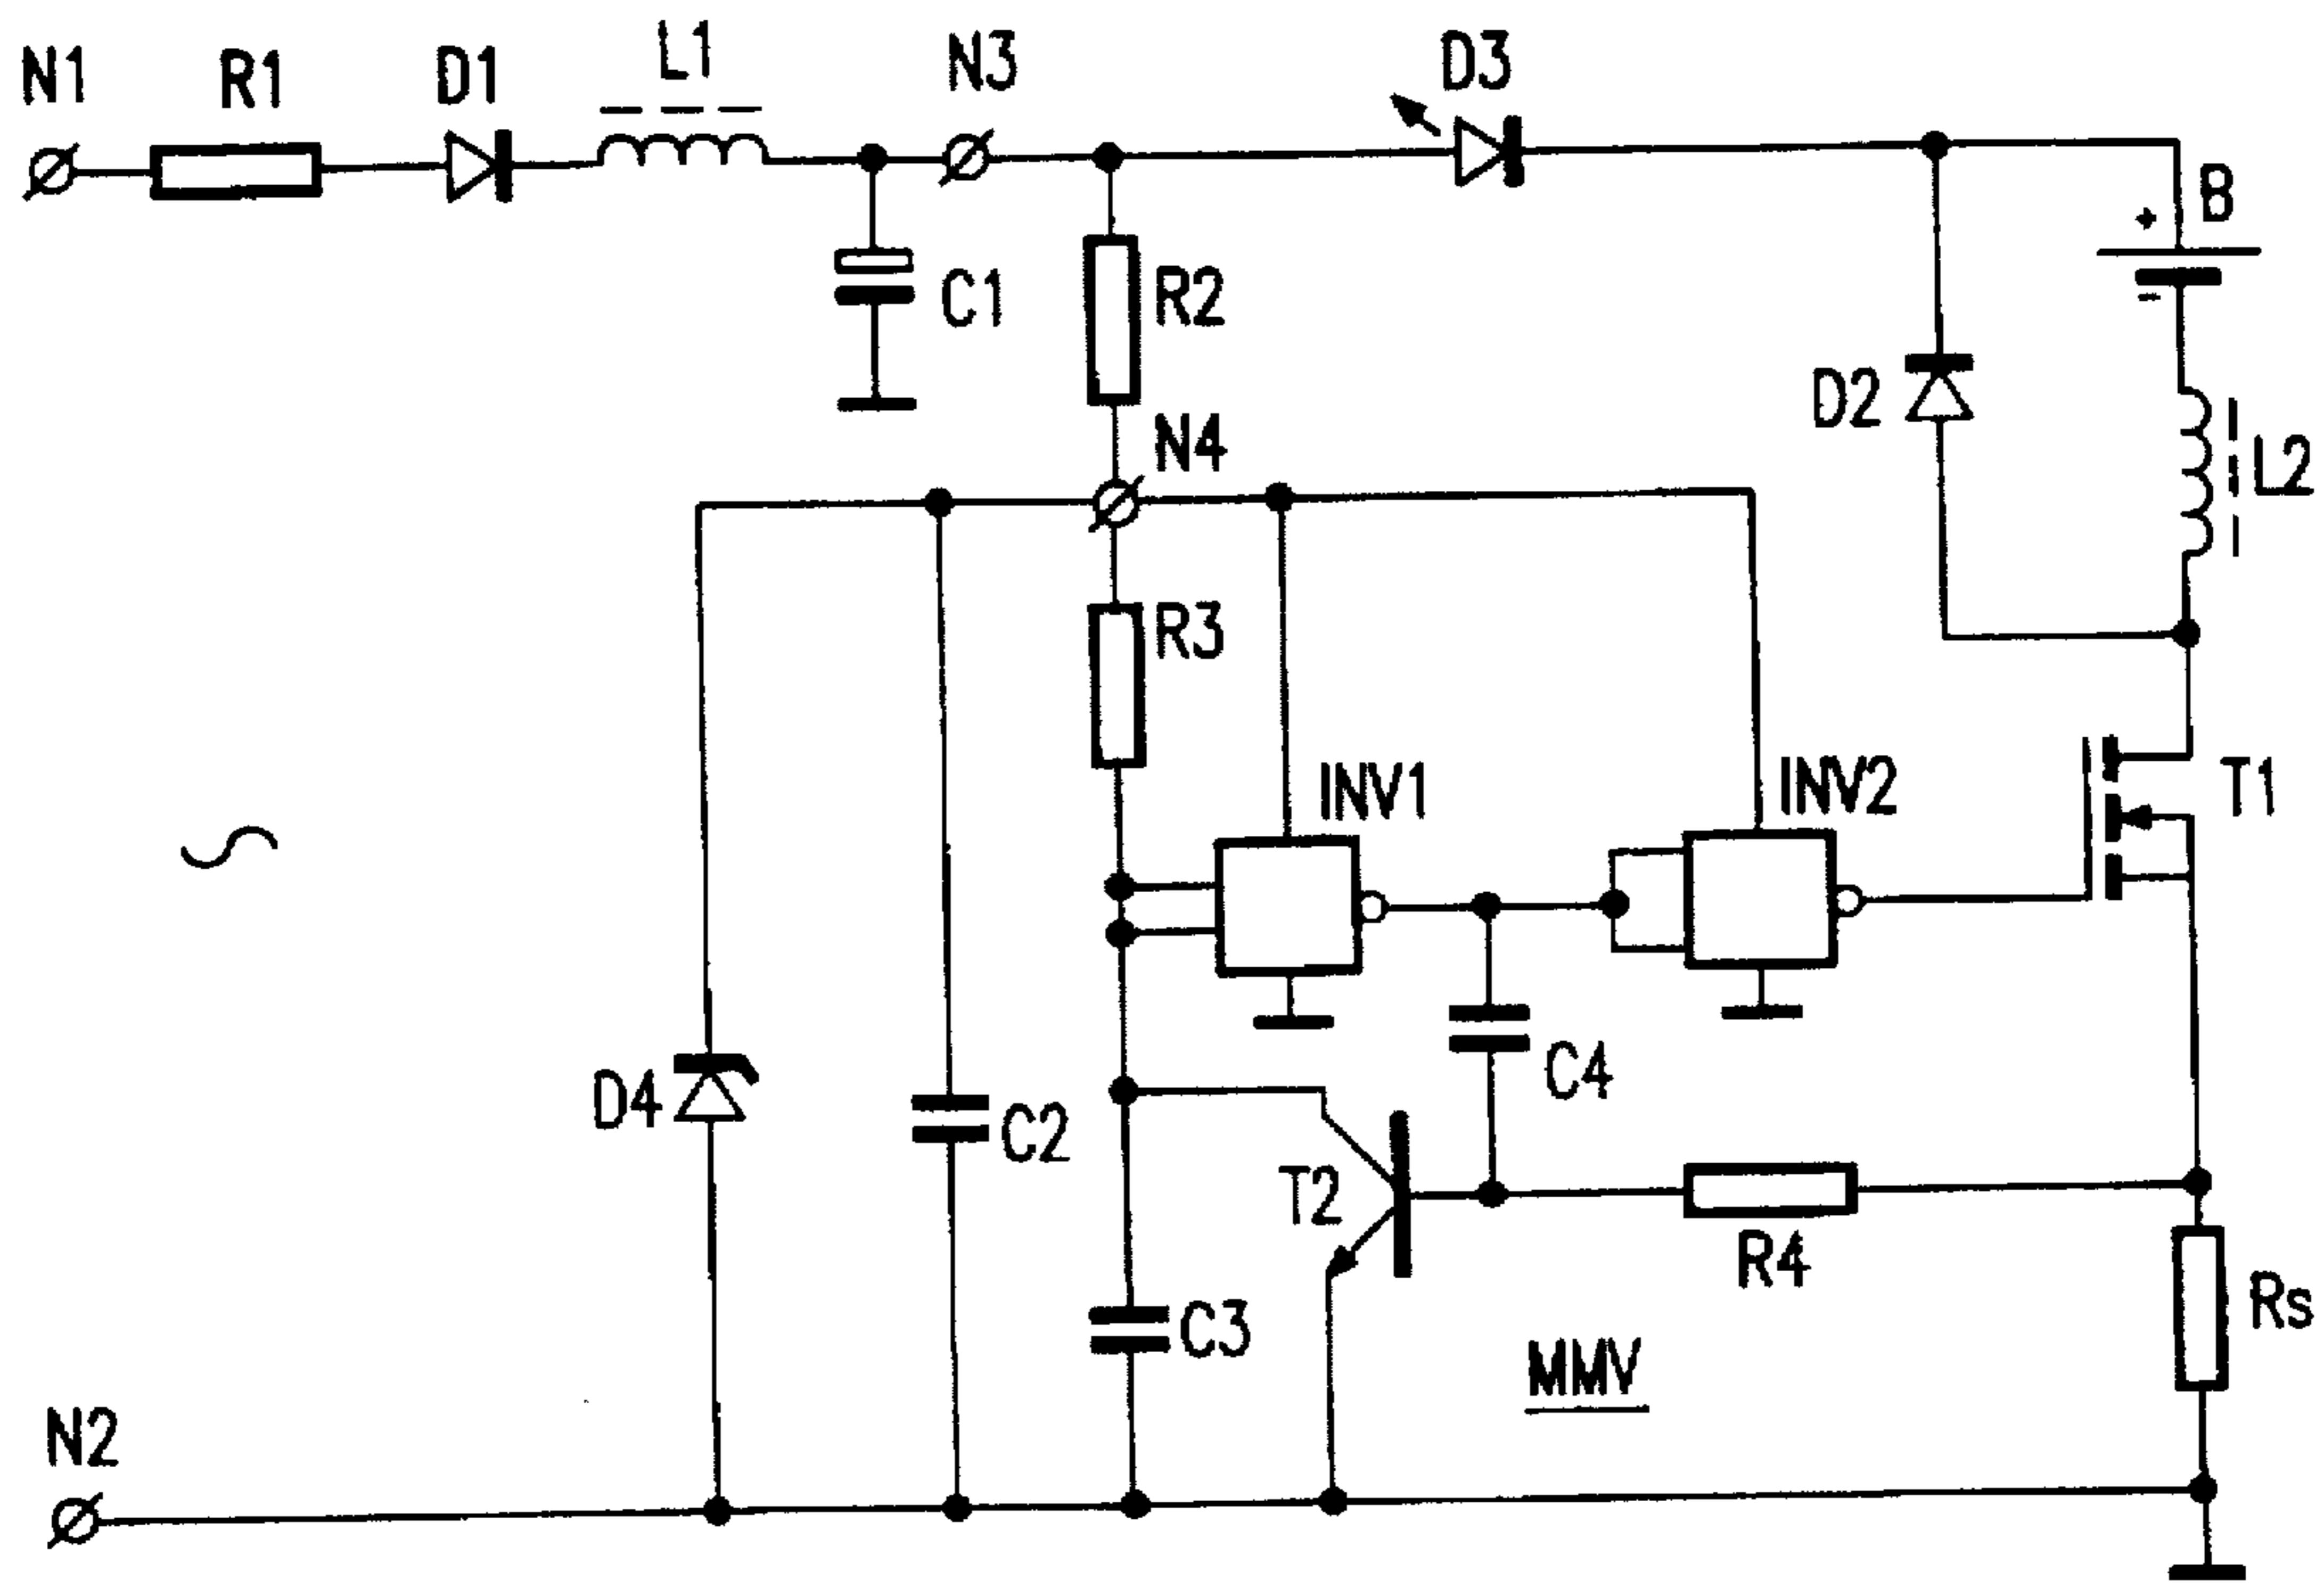 N1
R1
D1
L1
N3
D3
B
+
-
C1
R2
D2
N4
L2
R3
INV1
INV2
T1
D4
C2
C4
T2
R4
C3
Rs
MMV
N2